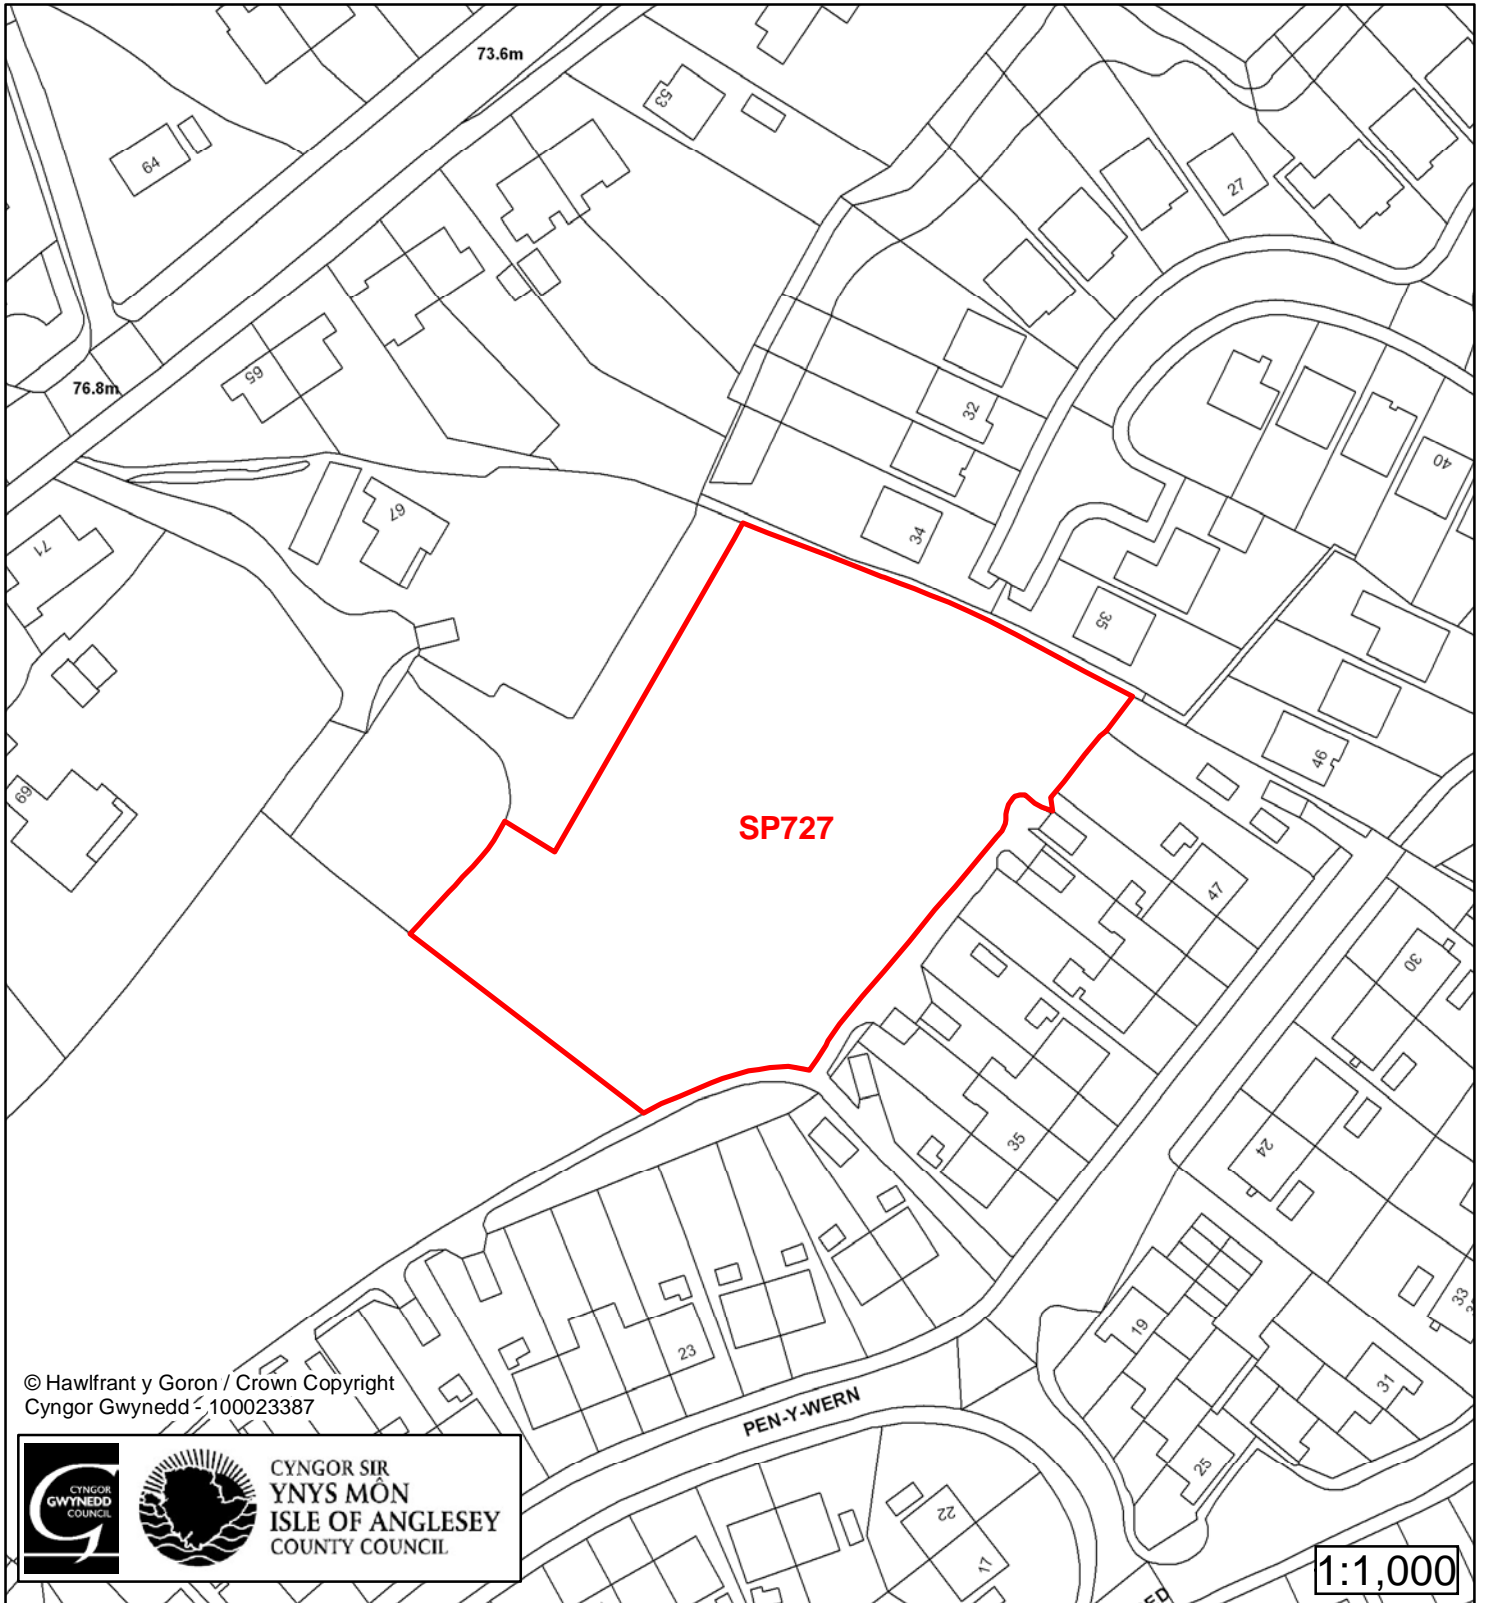 73.6m
53
64
27
65
76.8m
32
40
67
34
71
35
46
69
SP727
47
30
35
24
33
19
23
31
© Hawlfrant y Goron / Crown Copyright
Cyngor Gwynedd - 100023387
PEN-Y-WERN
25
22
17
CYNGOR
GWYNEDD
COUNCIL
CYNGOR SIR
YNYS MÔN
ISLE OF ANGLESEY
COUNTY COUNCIL
1:1,000
ED